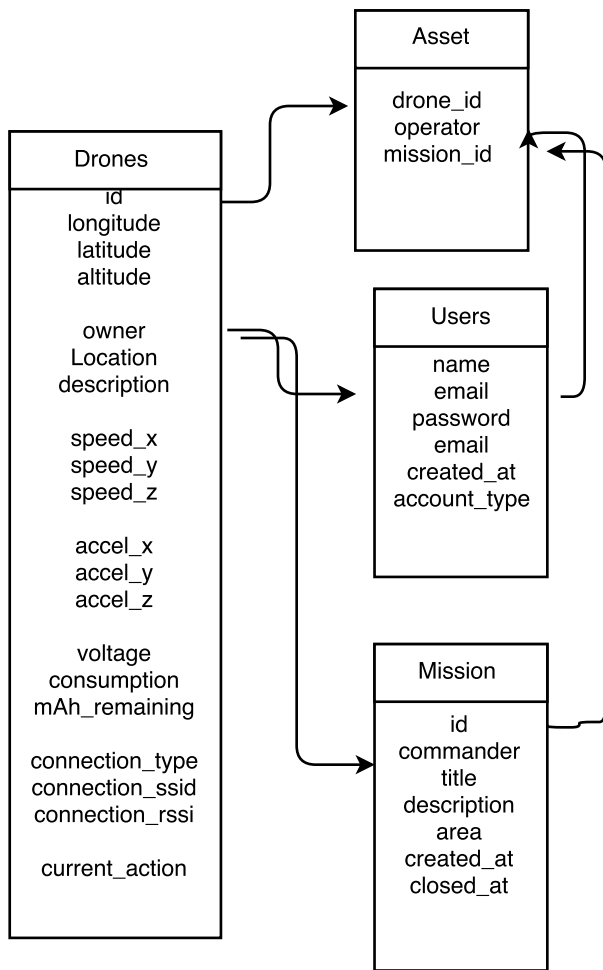 Asset
drone_id
operator
mission_id
Drones
id
longitude
latitude
altitude
owner
Location
description
speed_x
speed_y
speed_z
accel_x
accel_y
accel_z
voltage
consumption
mAh_remaining
connection_type
connection_ssid
connection_rssi
current_action
Users
name
email
password
email
created_at
account_type
Mission
id
commander
title
description
area
created_at
closed_at